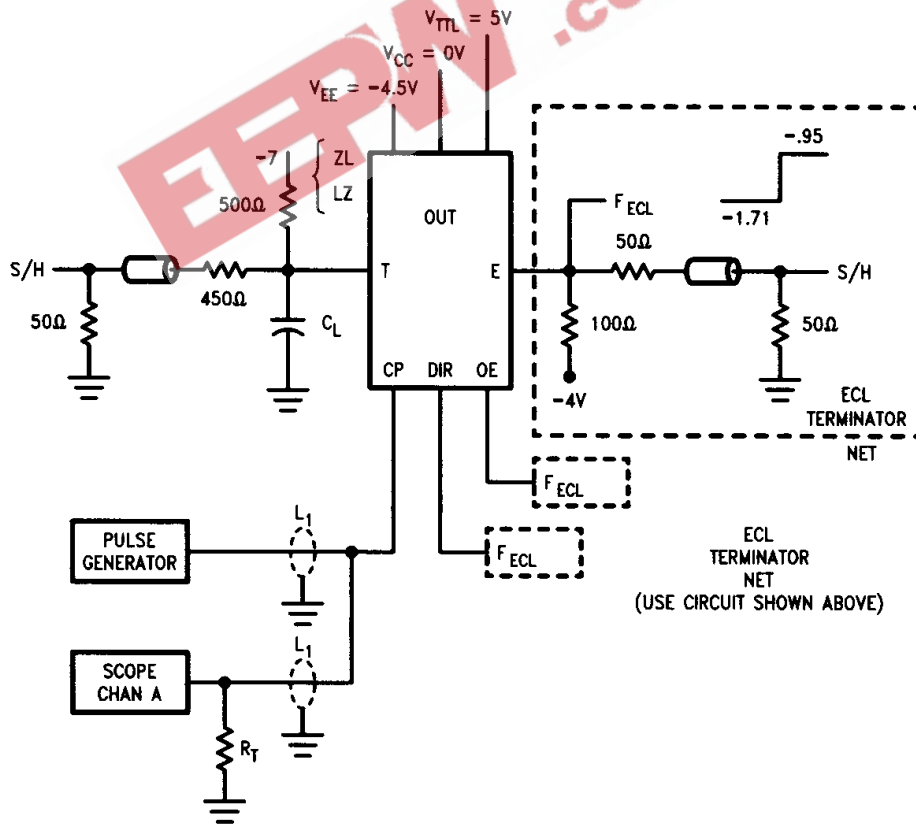 EEPW
.co
V_TTL = 5V
V_CC = 0V
V_EE = -4.5V
-7
ZL
LZ
500Ω
OUT
-.95
-1.71
F_ECL
50Ω
S/H
T
E
S/H
450Ω
50Ω
C_L
100Ω
50Ω
CP
DIR
OE
-4V
ECL
TERMINATOR
NET
F_ECL
L_1
PULSE
GENERATOR
F_ECL
ECL
TERMINATOR
NET
(USE CIRCUIT SHOWN ABOVE)
L_1
SCOPE
CHAN A
R_T